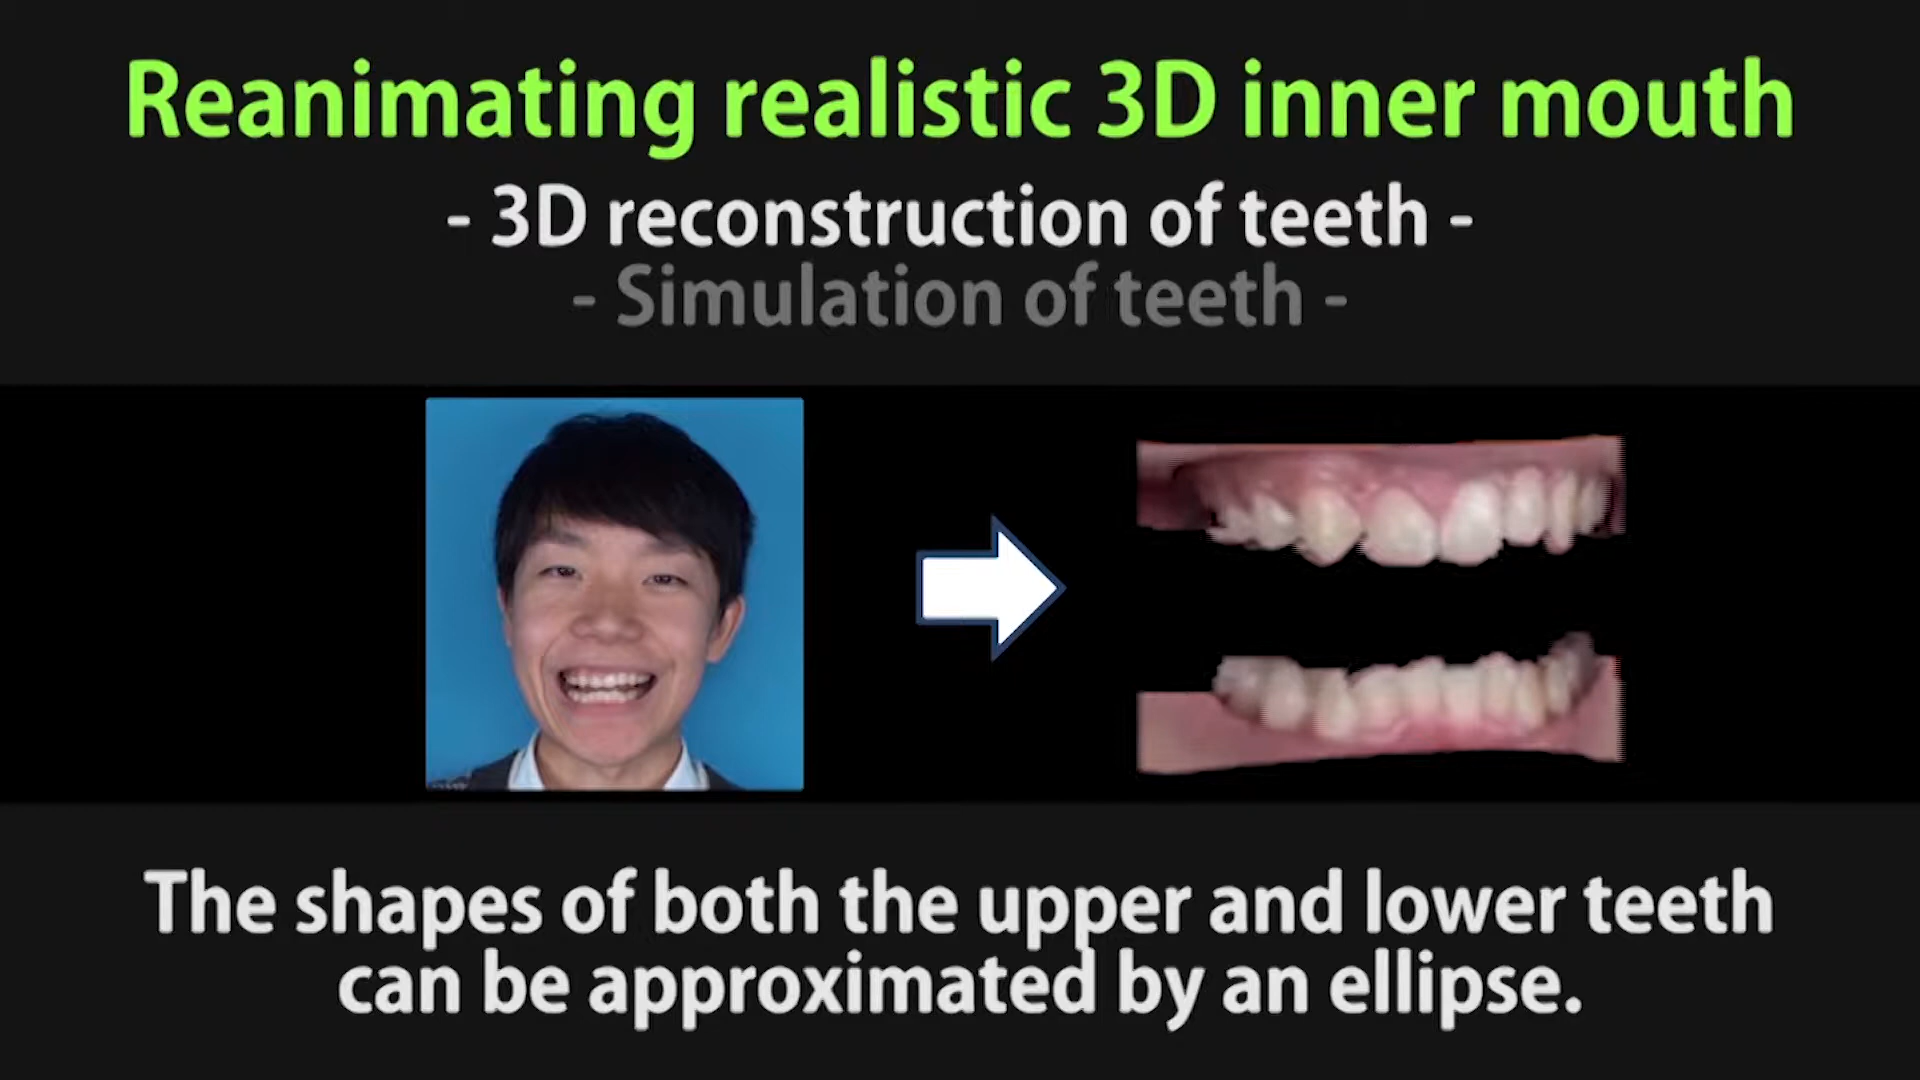 Reanimating realistic 3D inner mouth
- 3D reconstruction of teeth -
- Simulation of teeth -
The shapes of both the upper and lower teeth
can be approximated by an ellipse.